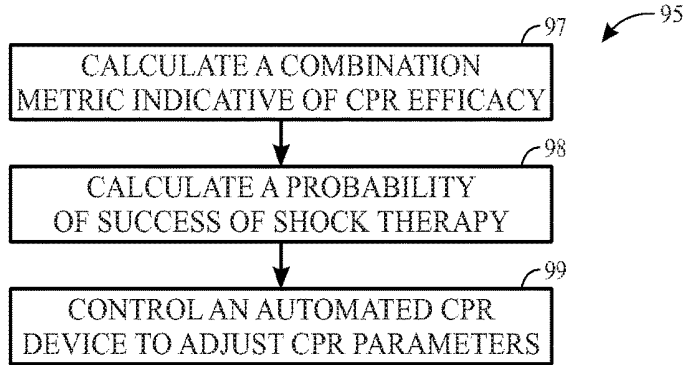 95
97
CALCULATE A COMBINATION
METRIC INDICATIVE OF CPR EFFICACY
98
CALCULATE A PROBABILITY
OF SUCCESS OF SHOCK THERAPY
99
CONTROL AN AUTOMATED CPR
DEVICE TO ADJUST CPR PARAMETERS